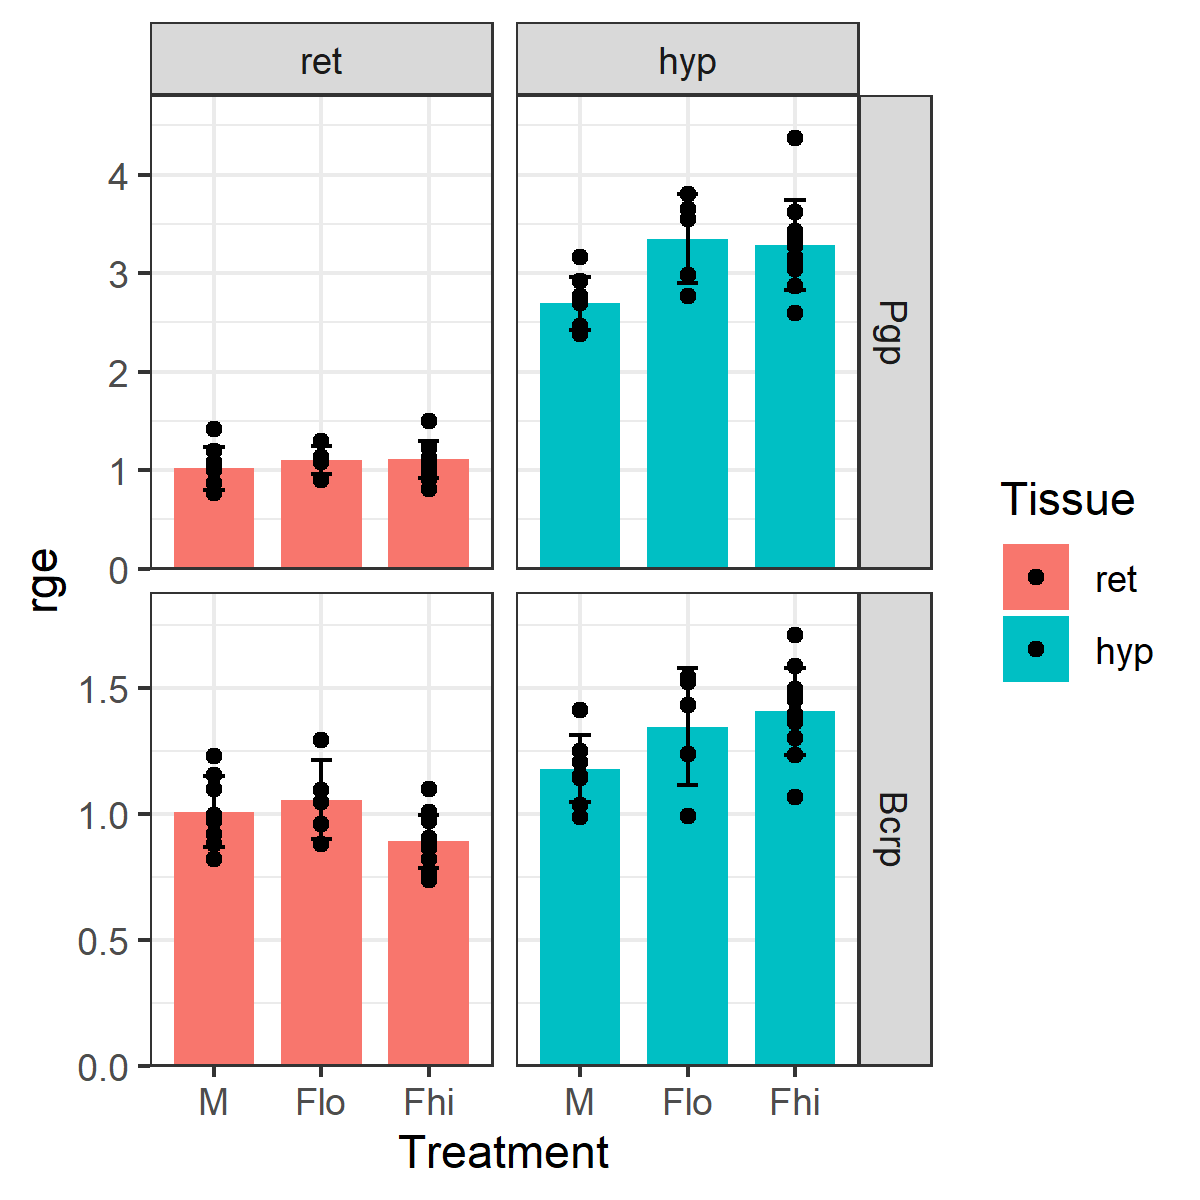 ret
hyp
4
3
2
1
0
Pgp
rge
1.5
1.0
0.5
0.0
Bcrp
M
Flo
Fhi
M
Flo
Fhi
Treatment
Tissue
ret
hyp